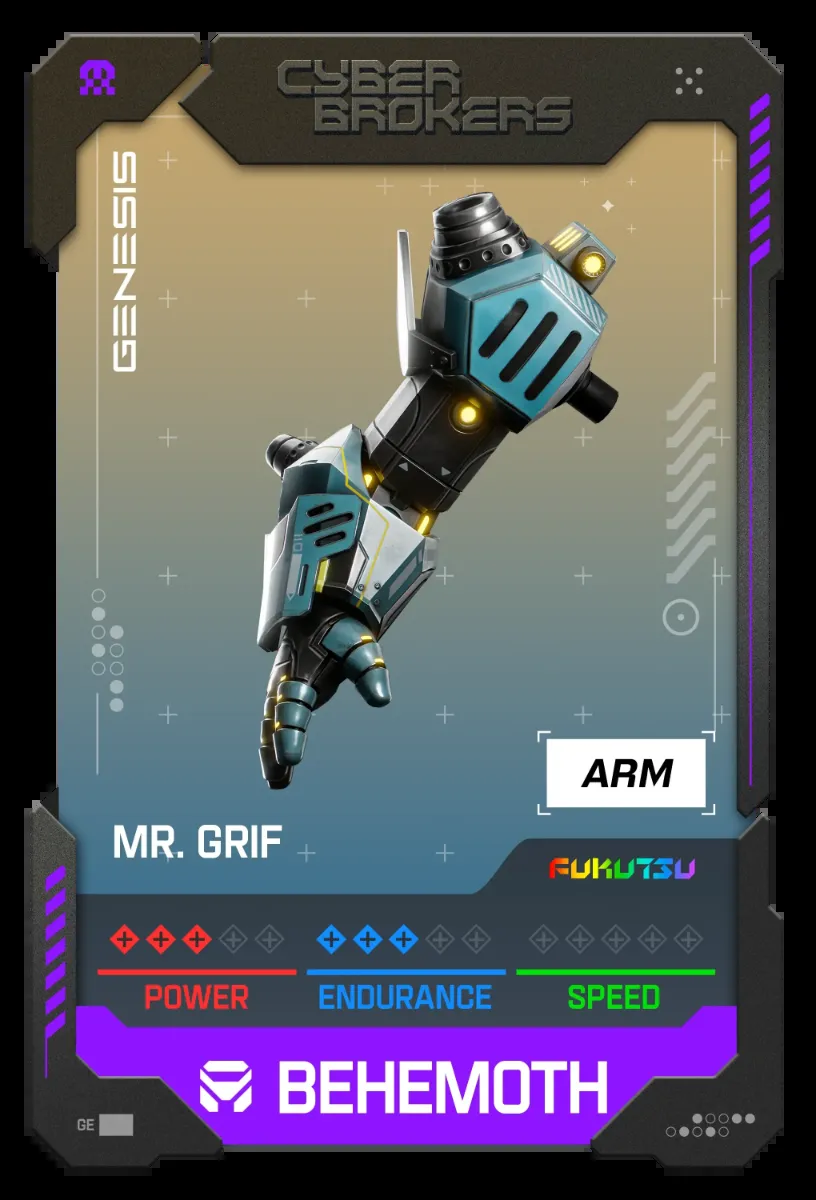 CYBER
BROKERS
GENESIS
ARM
MR. GRIF
FUKUTSU
POWER
ENDURANCE
SPEED
BEHEMOTH
GE